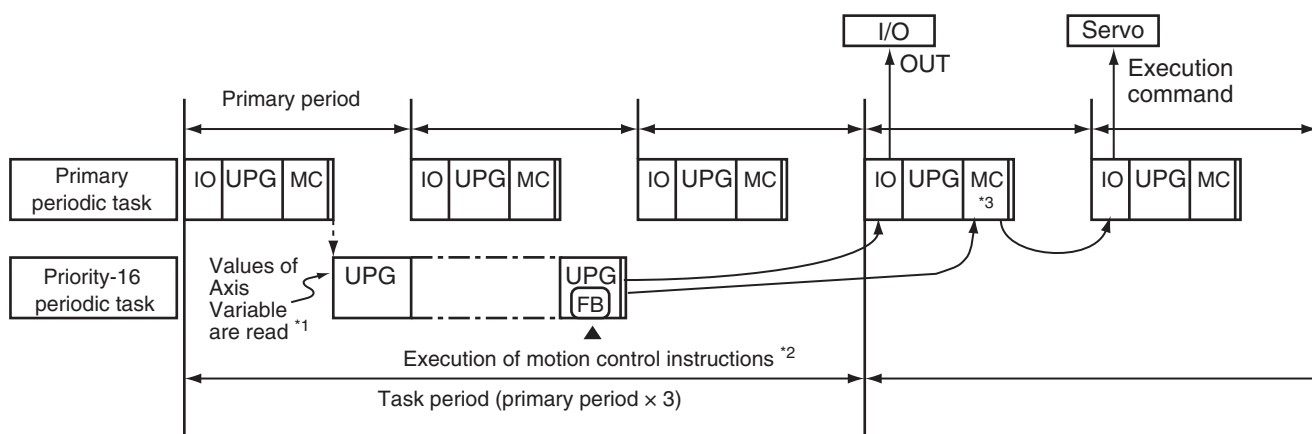 I/O
Servo
OUT
Execution
command
Primary period
Primary
periodic task
IO UPG MC
IO UPG MC
IO UPG MC
IO UPG MC
*3
IO UPG MC
Priority-16
periodic task
Values of
Axis
Variable
are read *1
UPG
UPG
FB
Execution of motion control instructions *2
Task period (primary period × 3)